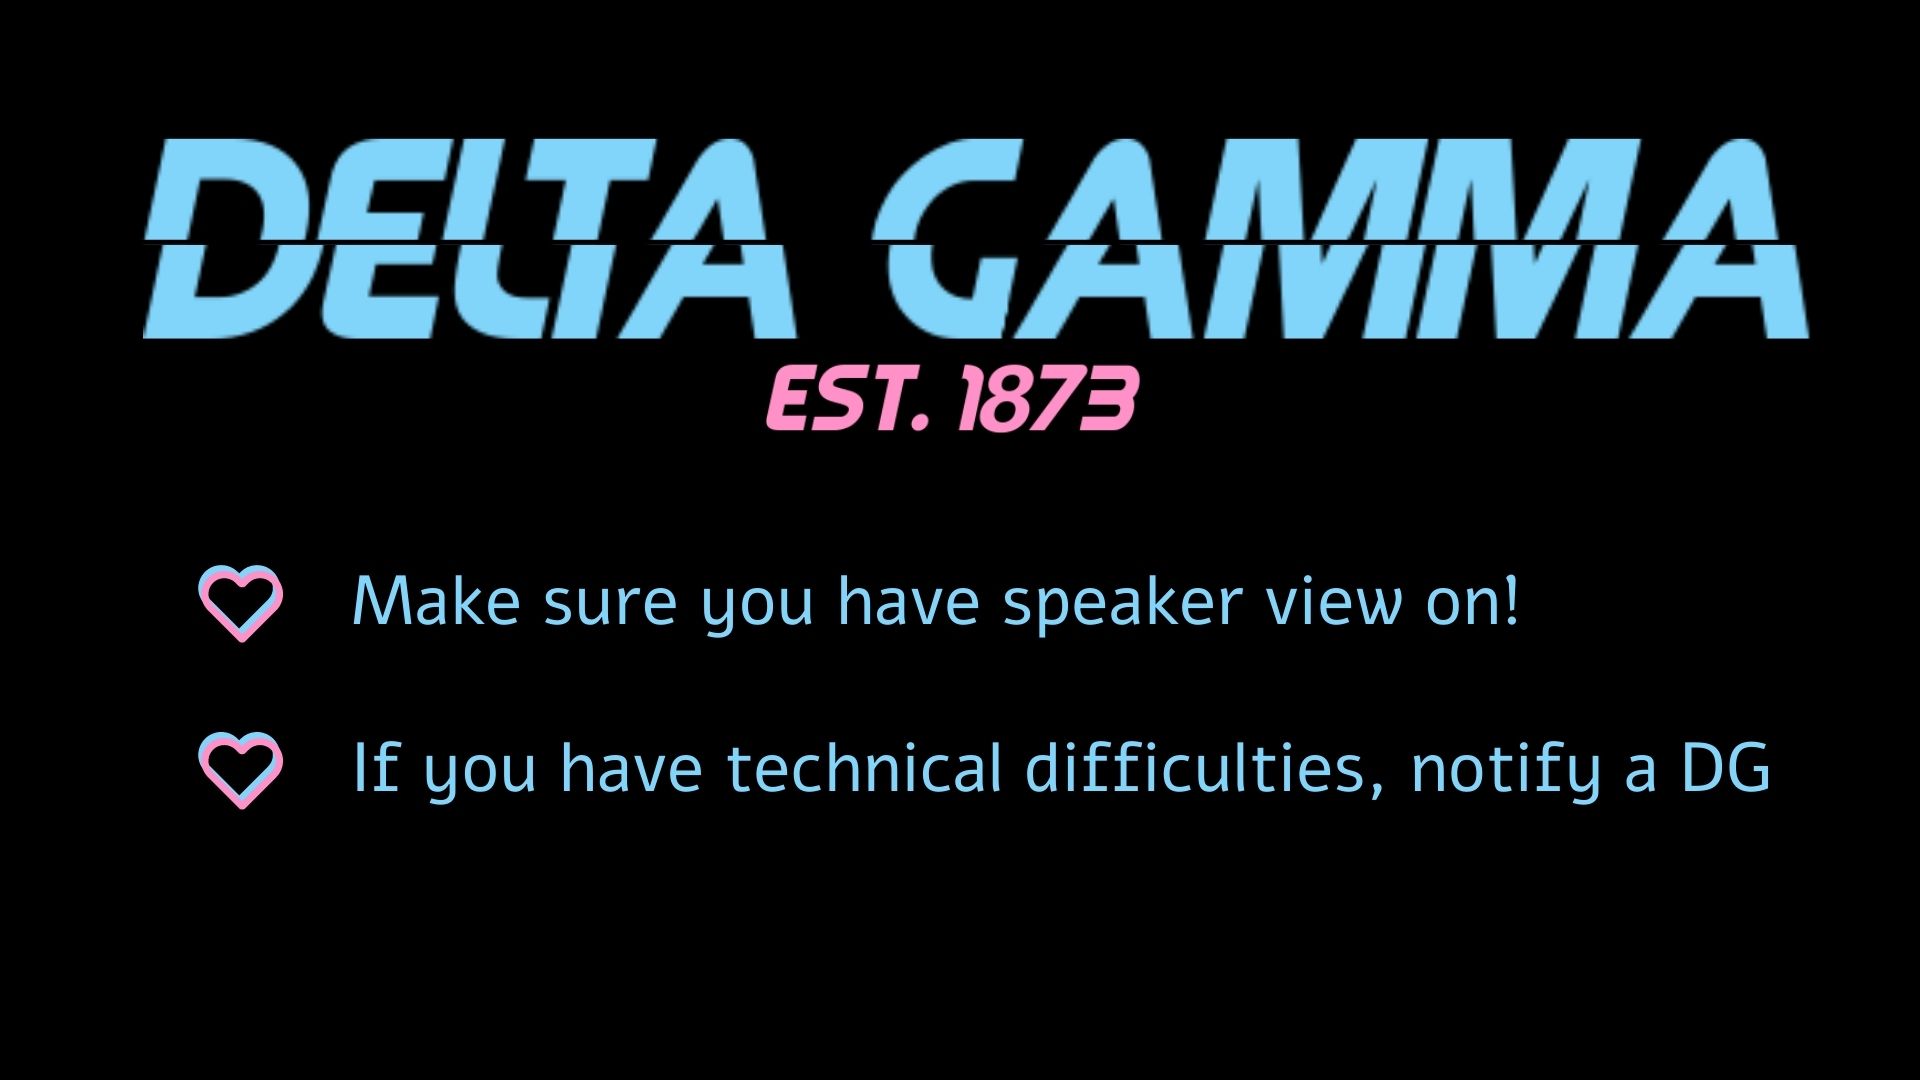 DELTA GAMMA
EST. 1873
Make sure you have speaker view on!
If you have technical difficulties, notify a DG